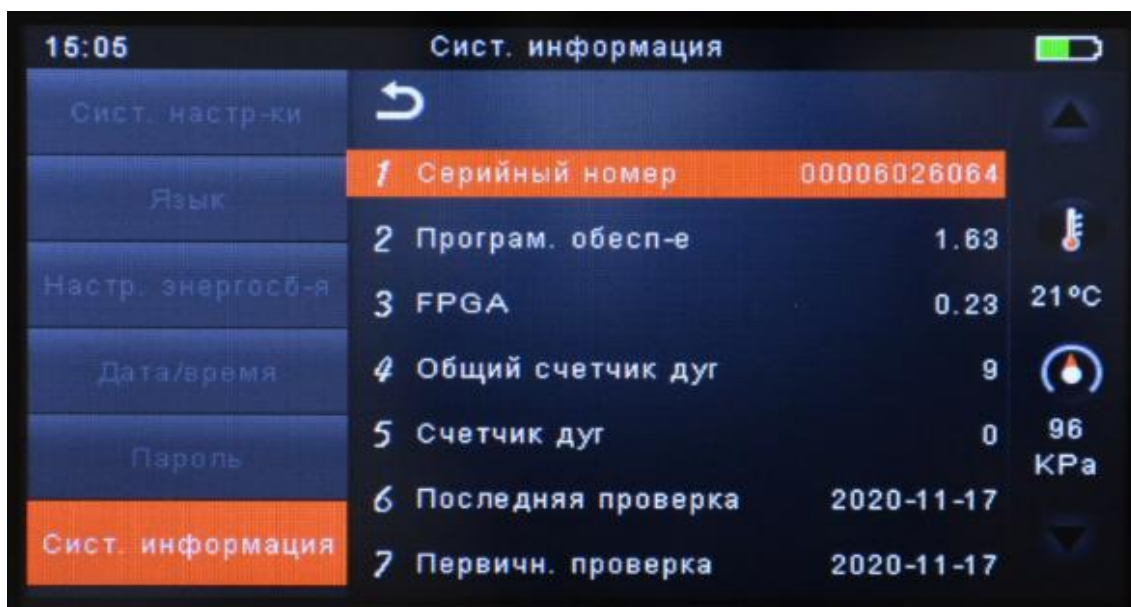 15:05 Сист. информация
Сист. настр-ки
Язык
Настр. энергосб-я
Дата/время
Пароль
Сист. информация
1 Серийный номер 00006026064
2 Програм. обесп-е 1.63
3 FPGA 0.23
4 Общий счетчик дуг 9
5 Счетчик дуг 0
6 Последняя проверка 2020-11-17
7 Первичн. проверка 2020-11-17
21ºC
96
KPa